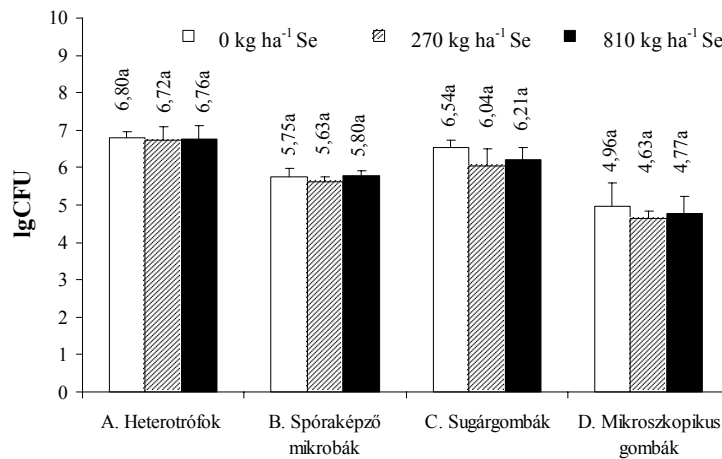 10
9
8
7
6
5
4
3
2
1
0
lgCFU
0 kg ha⁻¹ Se
270 kg ha⁻¹ Se
810 kg ha⁻¹ Se
6,80a
6,72a
6,76a
5,75a
5,63a
5,80a
6,54a
6,04a
6,21a
4,96a
4,63a
4,77a
A. Heterotrófok
B. Spóraképző
mikrobák
C. Sugárgombák
D. Mikroszkopikus
gombák